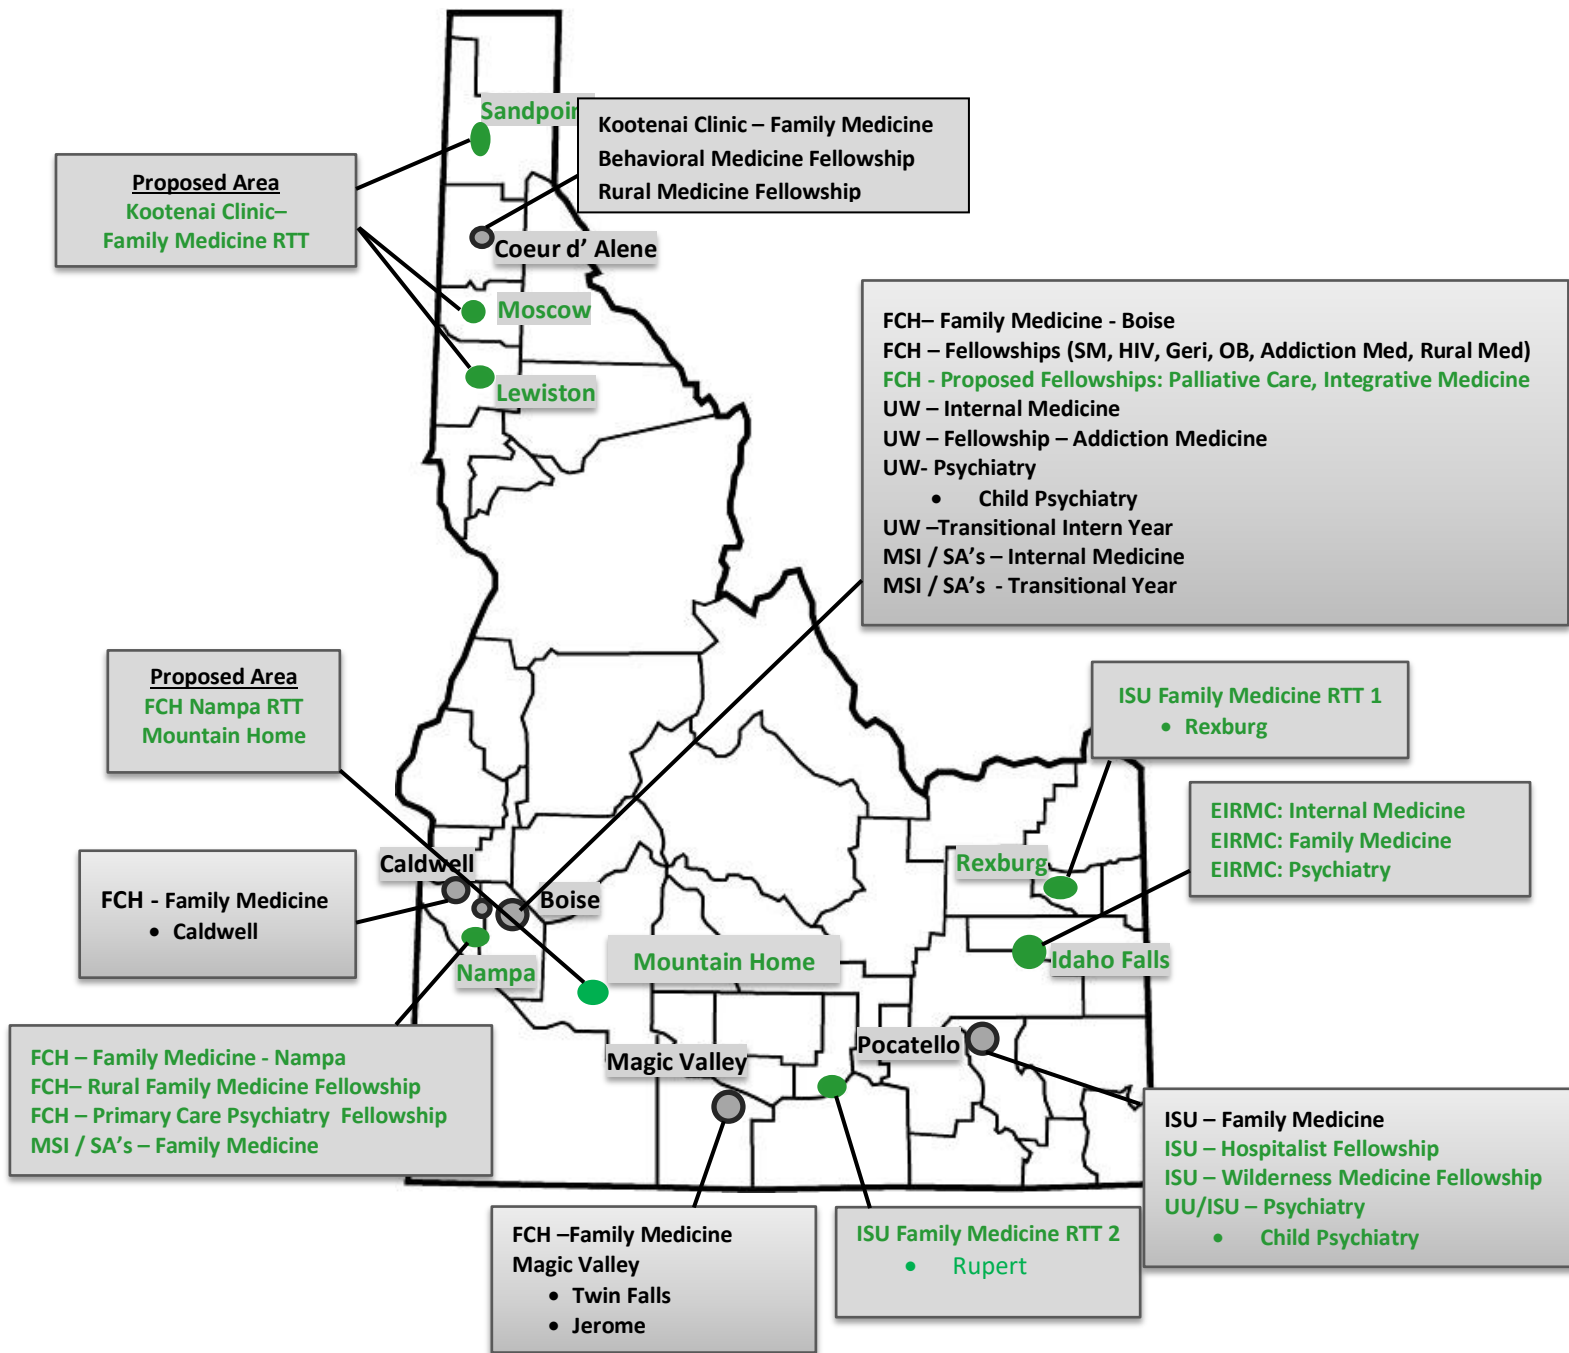 Sandpoin
Kootenai Clinic – Family Medicine
Behavioral Medicine Fellowship
Rural Medicine Fellowship
Proposed Area
Kootenai Clinic–
Family Medicine RTT
Coeur d’ Alene
Moscow
Lewiston
FCH– Family Medicine - Boise
FCH – Fellowships (SM, HIV, Geri, OB, Addiction Med, Rural Med)
FCH - Proposed Fellowships: Palliative Care, Integrative Medicine
UW – Internal Medicine
UW – Fellowship – Addiction Medicine
UW- Psychiatry
• Child Psychiatry
UW –Transitional Intern Year
MSI / SA’s – Internal Medicine
MSI / SA’s - Transitional Year
Proposed Area
FCH Nampa RTT
Mountain Home
ISU Family Medicine RTT 1
• Rexburg
EIRMC: Internal Medicine
EIRMC: Family Medicine
EIRMC: Psychiatry
Caldwell
Rexburg
FCH - Family Medicine
• Caldwell
Boise
Nampa
Mountain Home
Idaho Falls
Pocatello
Magic Valley
FCH – Family Medicine - Nampa
FCH– Rural Family Medicine Fellowship
FCH – Primary Care Psychiatry Fellowship
MSI / SA’s – Family Medicine
ISU – Family Medicine
ISU – Hospitalist Fellowship
ISU – Wilderness Medicine Fellowship
UU/ISU – Psychiatry
• Child Psychiatry
FCH –Family Medicine
Magic Valley
• Twin Falls
• Jerome
ISU Family Medicine RTT 2
• Rupert